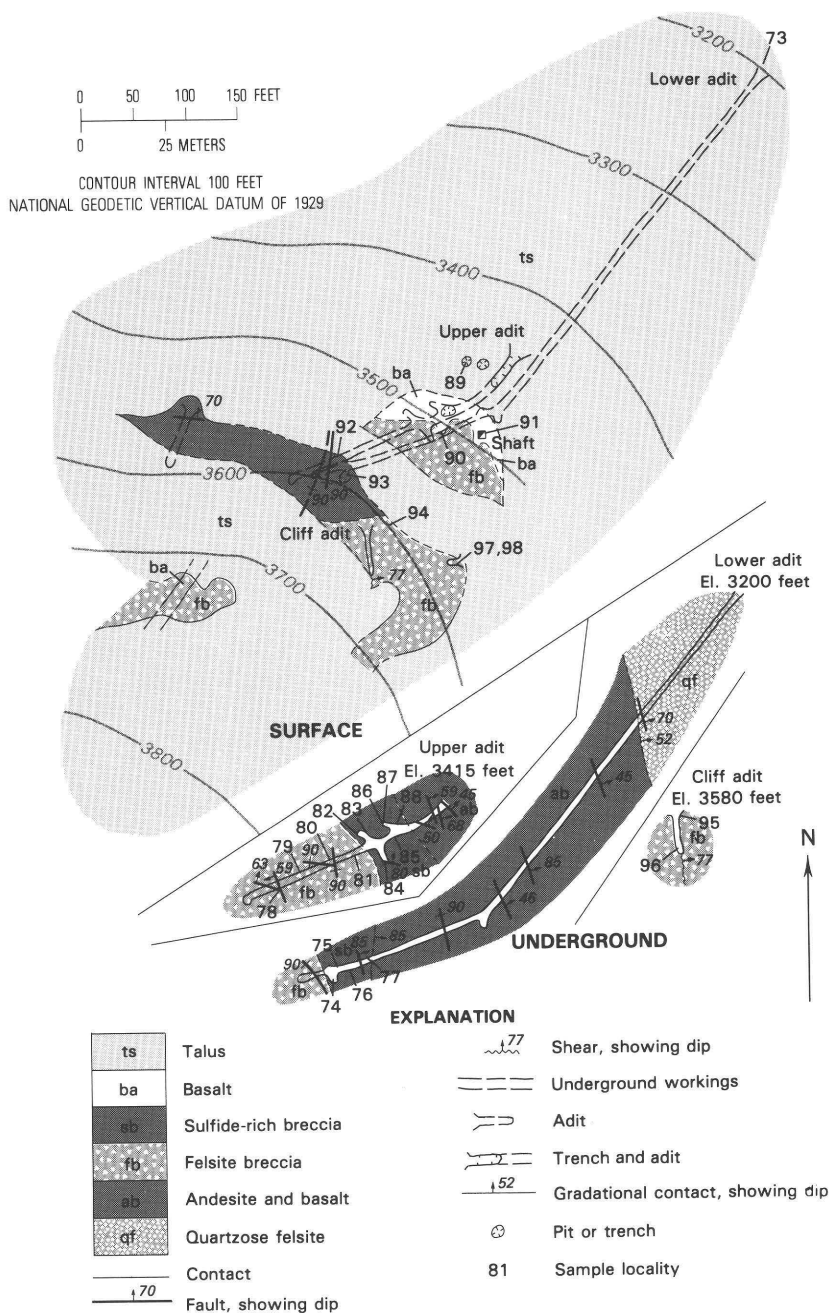 0 50 100 150 FEET
0 25 METERS
CONTOUR INTERVAL 100 FEET
NATIONAL GEODETIC VERTICAL DATUM OF 1929
3200
73
Lower adit
3300
ts
3400
Upper adit
89
ba
3500
70
92
91
Shaft
90
ba
fb
3600
93
90
90
94
ts
Cliff adit
97,98
77
3700
fb
ba
fb
3800
SURFACE
Lower adit
El. 3200 feet
qf
70
52
45
ab
Upper adit
El. 3415 feet
87
86
88
59
45
82
83
ab
68
80
50
79
90
85
63
59
60
sb
81
84
90
fb
78
Cliff adit
El. 3580 feet
95
fb
96
77
N
85
46
90
UNDERGROUND
75
sb
85
85
90
77
fb
76
74
EXPLANATION
ts Talus
ba Basalt
sb Sulfide-rich breccia
fb Felsite breccia
ab Andesite and basalt
qf Quartzose felsite
Contact
70
Fault, showing dip
77
Shear, showing dip
Underground workings
Adit
Trench and adit
52
Gradational contact, showing dip
Pit or trench
81 Sample locality